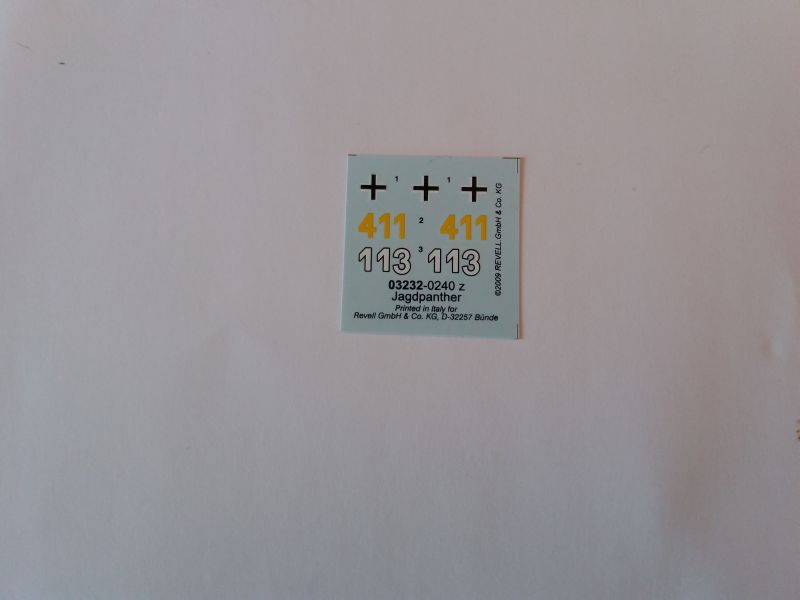 1 1
411 2 411
113 3 113
03232-0240 z
Jagdpanther
Printed in Italy for
Revell GmbH & Co. KG, D-32257 Bünde
©2009 REVELL GmbH & Co. KG